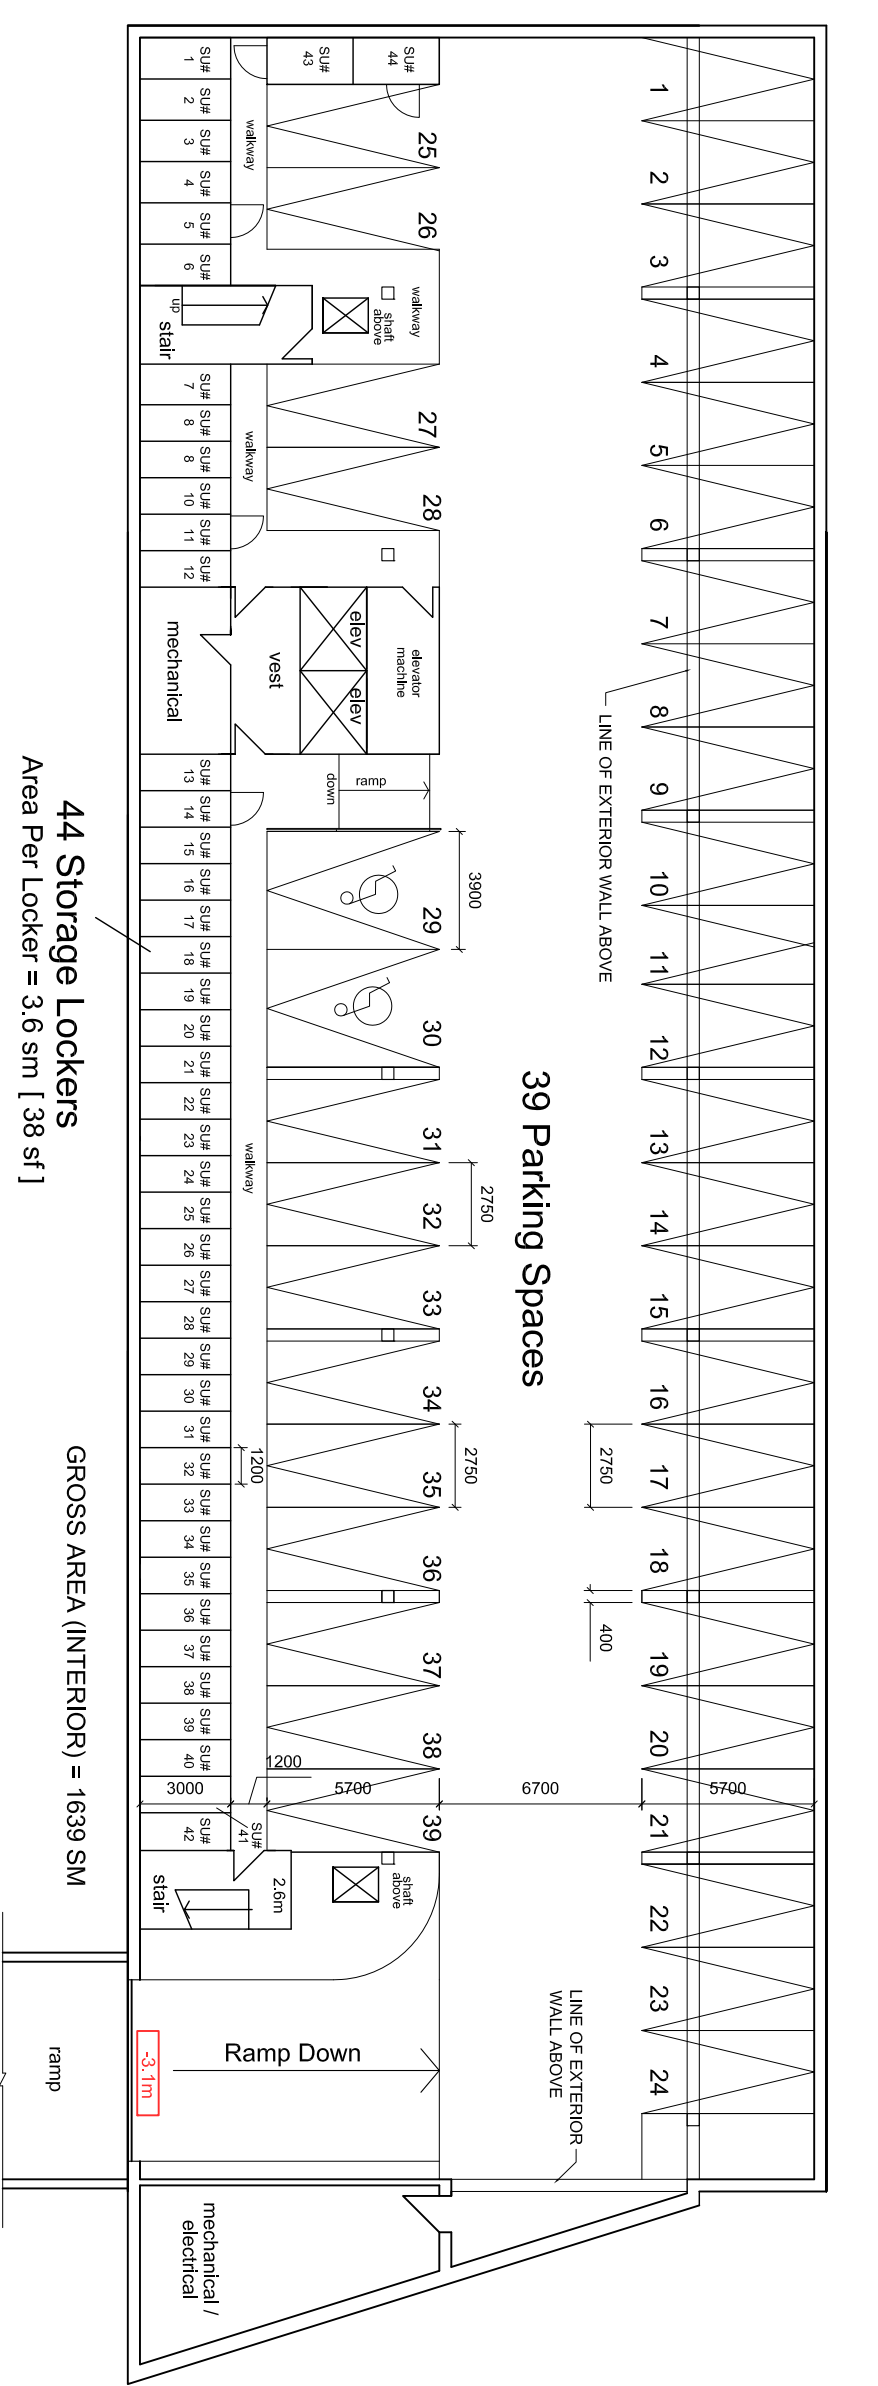 SU# 1
SU# 2
SU# 3
SU# 4
SU# 5
SU# 6
SU# 43
SU# 44
walkway
25
26
up
stair
shaft above
walkway
SU# 7
SU# 8
SU# 8
SU# 10
SU# 11
SU# 12
walkway
27
28
mechanical
vest
elev
elev
elevator machine
ramp
down
SU# 13
SU# 14
SU# 15
SU# 16
SU# 17
SU# 18
SU# 19
SU# 20
SU# 21
SU# 22
SU# 23
SU# 24
SU# 25
SU# 26
SU# 27
SU# 28
SU# 29
SU# 30
SU# 31
SU# 32
SU# 33
SU# 34
SU# 35
SU# 36
SU# 37
SU# 38
SU# 39
SU# 40
SU# 41
SU# 42
walkway
1200
29
30
31
32
33
34
35
36
37
38
39
3900
2750
2750
39 Parking Spaces
1
2
3
4
5
6
7
8
9
10
11
12
13
14
15
16
17
18
19
20
21
22
23
24
LINE OF EXTERIOR WALL ABOVE
2750
400
3000
1200
5700
6700
5700
stair
2.6m
shaft above
LINE OF EXTERIOR
WALL ABOVE
Ramp Down
-3.1m
ramp
mechanical /
electrical
44 Storage Lockers
Area Per Locker = 3.6 sm [ 38 sf ]
GROSS AREA (INTERIOR) = 1639 SM